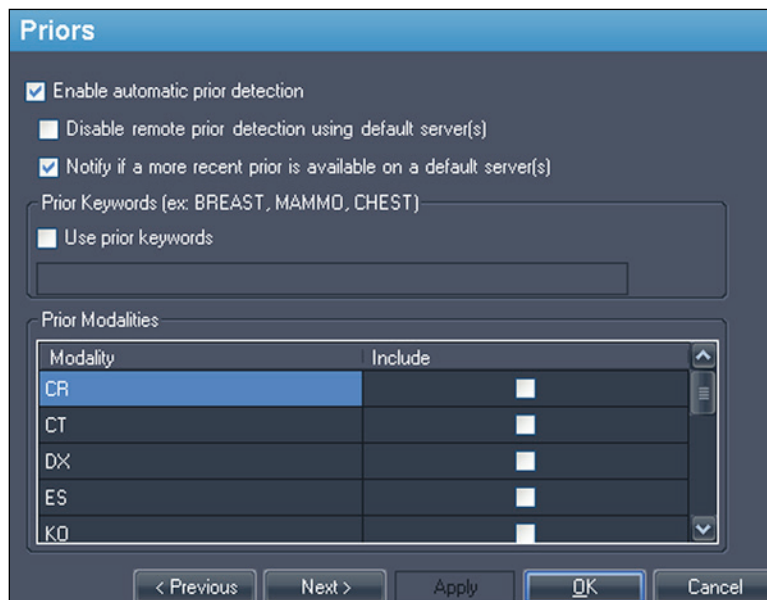 Priors
Enable automatic prior detection
Disable remote prior detection using default server(s)
Notify if a more recent prior is available on a default server(s)
Prior Keywords (ex: BREAST, MAMMO, CHEST)
Use prior keywords
Prior Modalities
Modality Include
CR
CT
DX
ES
KO
< Previous Next > Apply OK Cancel